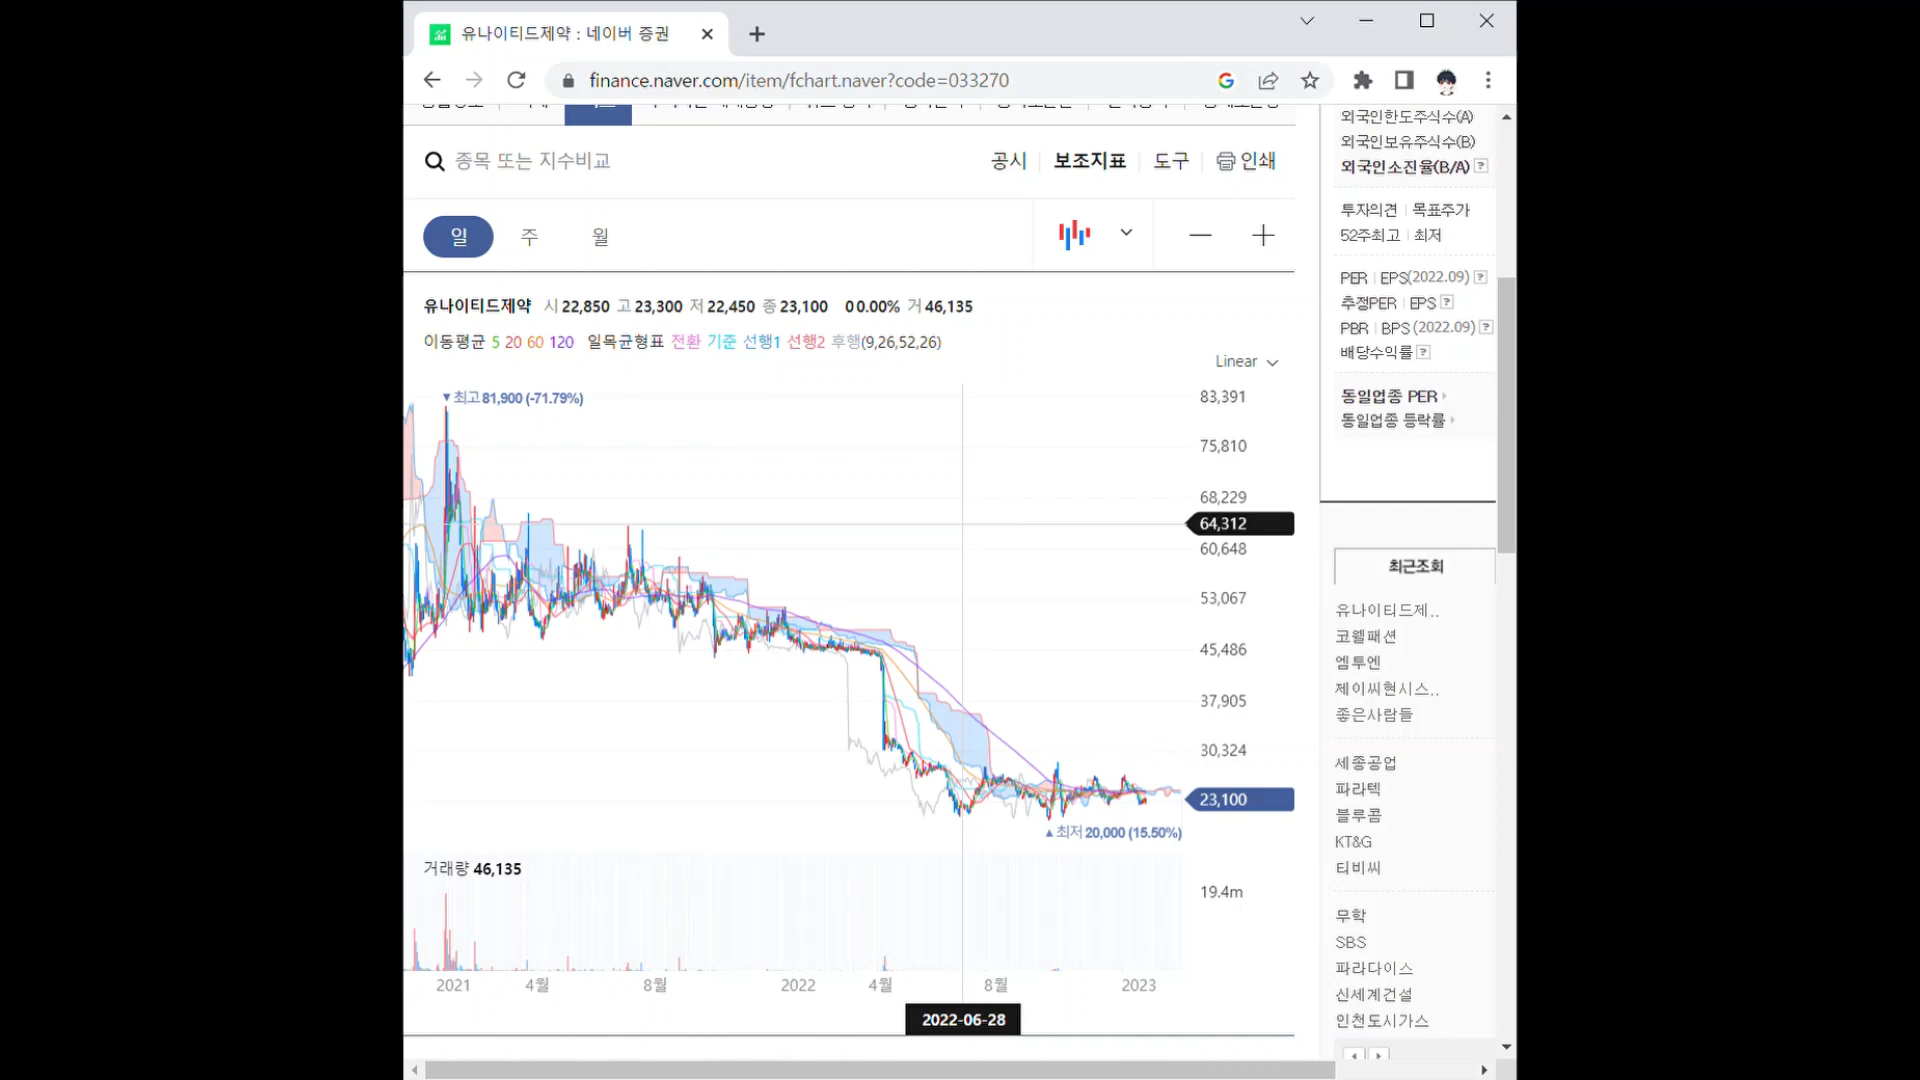 유나이티드제약 : 네이버 증권
finance.naver.com/item/fchart.naver?code=033270
종목 또는 지수비교
공시 보조지표 도구 인쇄
일 주 월
유나이티드제약 시 22,850 고 23,300 저 22,450 종 23,100 0 0.00% 거 46,135
이동평균 5 20 60 120 일목균형표 전환 기준 선행1 선행2 후행(9,26,52,26)
Linear
▼최고 81,900 (-71.79%)
83,391
75,810
68,229
64,312
60,648
53,067
45,486
37,905
30,324
23,100
▲최저 20,000 (15.50%)
거래량 46,135
19.4m
2021 4월 8월 2022 4월 8월 2023
2022-06-28
외국인한도주식수(A)
외국인보유주식수(B)
외국인소진율(B/A) ?
투자의견 | 목표주가
52주최고 | 최저
PER | EPS(2022.09) ?
추정PER | EPS ?
PBR | BPS (2022.09) ?
배당수익률 ?
동일업종 PER
동일업종 등락률
최근조회
유나이티드제..
코웰패션
엠투엔
제이씨현시스..
좋은사람들
세종공업
파라텍
블루콤
KT&G
티비씨
무학
SBS
파라다이스
신세계건설
인천도시가스